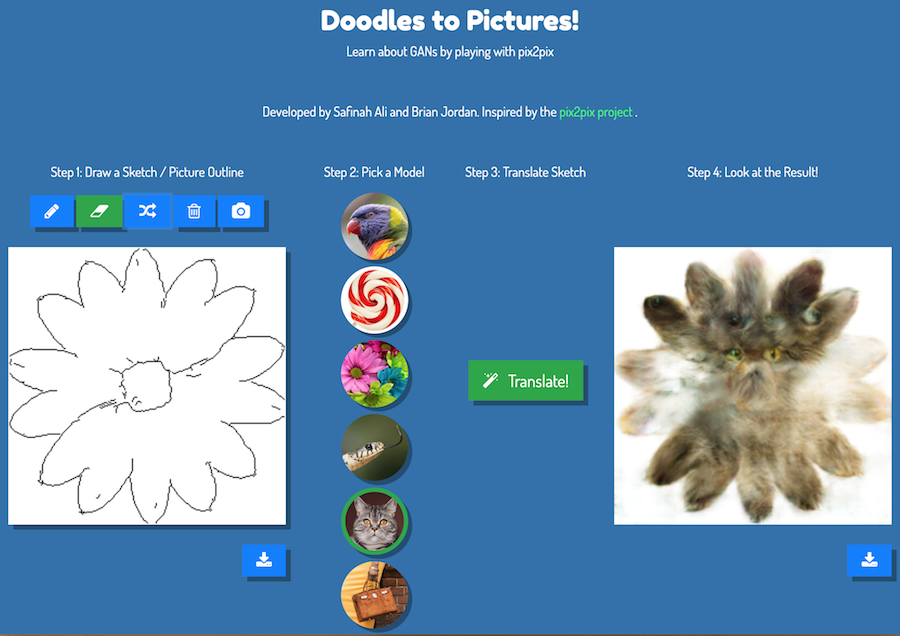 Doodles to Pictures!
Learn about GANs by playing with pix2pix
Developed by Safinah Ali and Brian Jordan. Inspired by the pix2pix project .
Step 1: Draw a Sketch / Picture Outline
Step 2: Pick a Model
Step 3: Translate Sketch
Step 4: Look at the Result!
Translate!